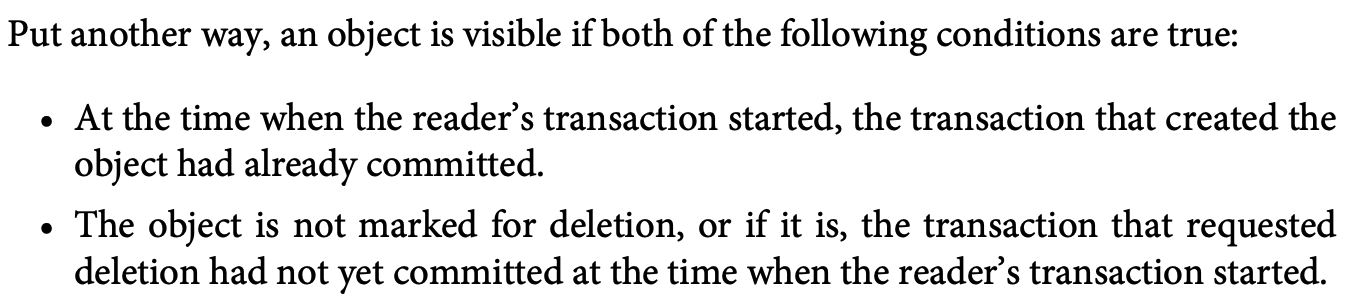 Put another way, an object is visible if both of the following conditions are true:
• At the time when the reader’s transaction started, the transaction that created the
object had already committed.
• The object is not marked for deletion, or if it is, the transaction that requested
deletion had not yet committed at the time when the reader’s transaction started.